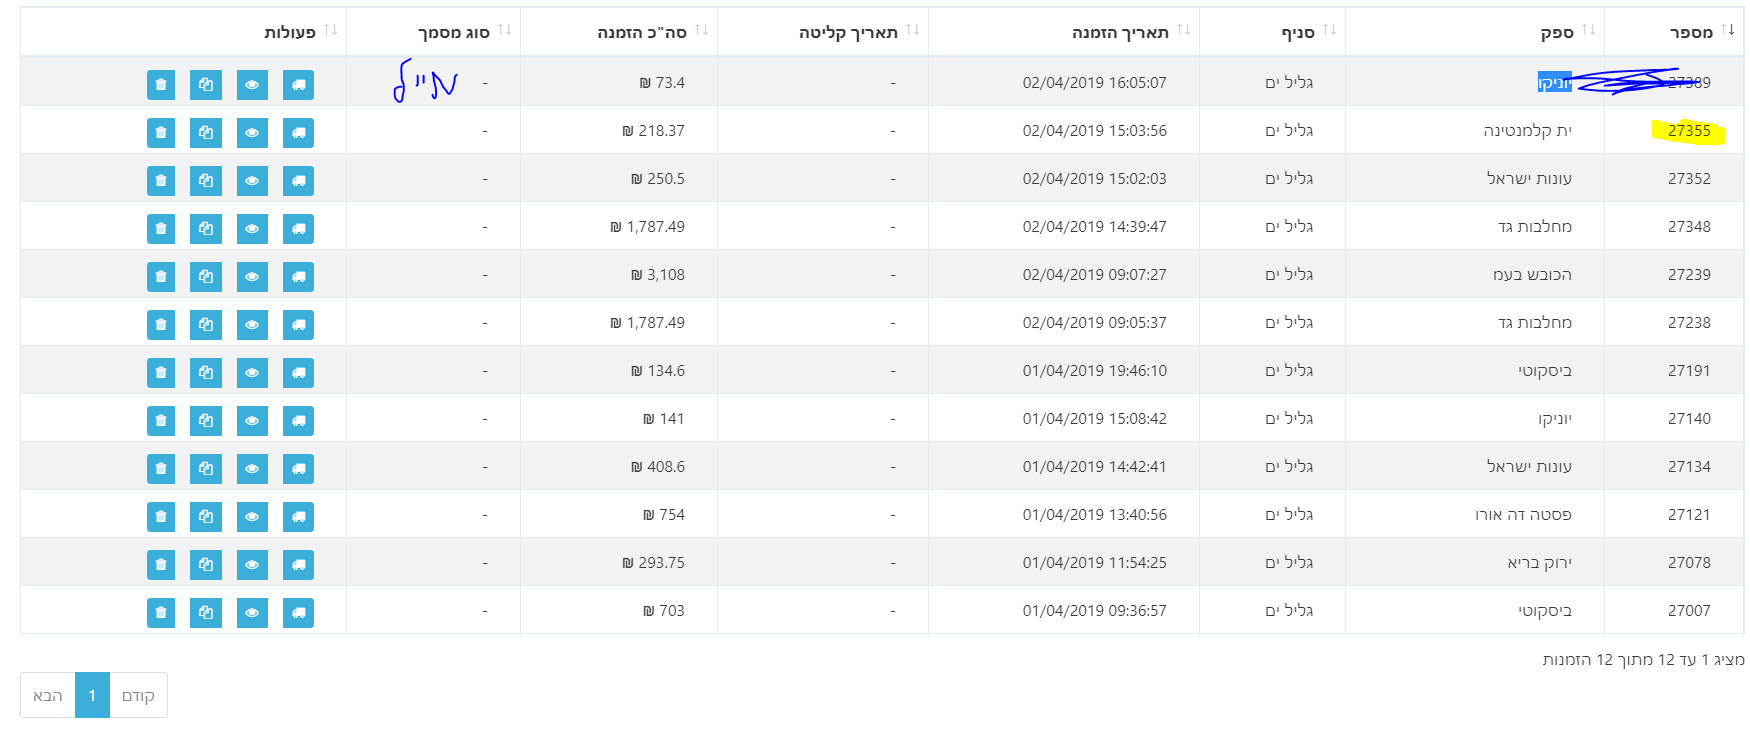 מספר ספק סניף תאריך הזמנה תאריך קליטה סה"כ הזמנה סוג מסמך פעולות
27389 יוניקו גליל ים 02/04/2019 16:05:07 - 73.4 ₪ - מייל
27355 ית קלמנטינה גליל ים 02/04/2019 15:03:56 - 218.37 ₪ -
27352 עונות ישראל גליל ים 02/04/2019 15:02:03 - 250.5 ₪ -
27348 מחלבות גד גליל ים 02/04/2019 14:39:47 - 1,787.49 ₪ -
27239 הכובש בעמ גליל ים 02/04/2019 09:07:27 - 3,108 ₪ -
27238 מחלבות גד גליל ים 02/04/2019 09:05:37 - 1,787.49 ₪ -
27191 ביסקוטי גליל ים 01/04/2019 19:46:10 - 134.6 ₪ -
27140 יוניקו גליל ים 01/04/2019 15:08:42 - 141 ₪ -
27134 עונות ישראל גליל ים 01/04/2019 14:42:41 - 408.6 ₪ -
27121 פסטה דה אורו גליל ים 01/04/2019 13:40:56 - 754 ₪ -
27078 ירוק בריא גליל ים 01/04/2019 11:54:25 - 293.75 ₪ -
27007 ביסקוטי גליל ים 01/04/2019 09:36:57 - 703 ₪ -
מציג 1 עד 12 מתוך 12 הזמנות
קודם 1 הבא